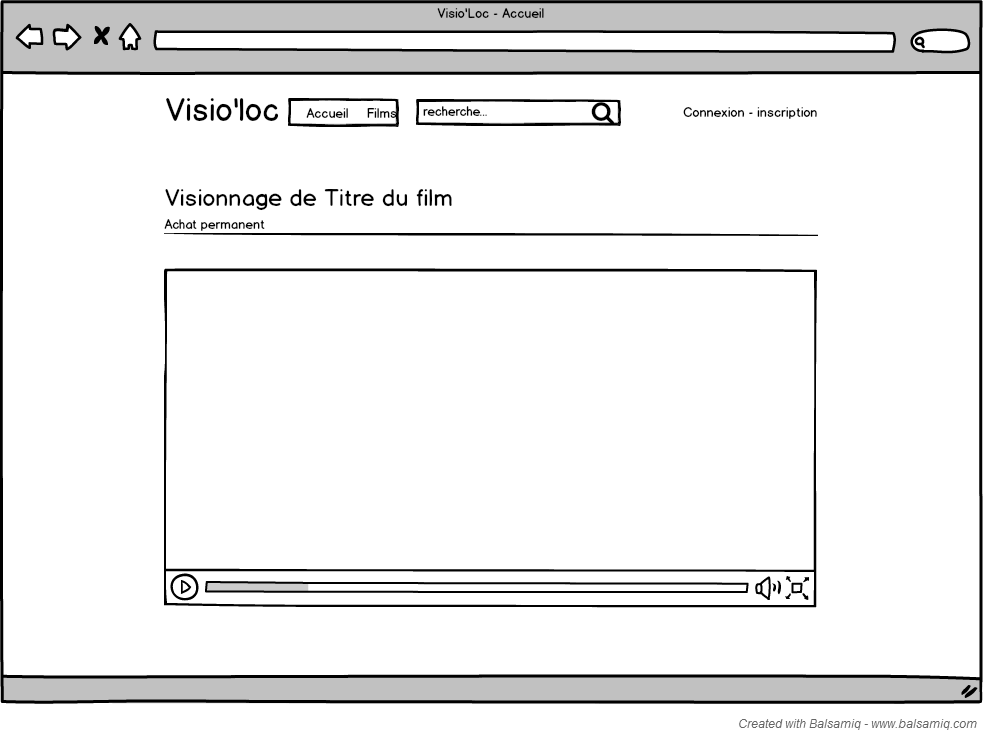 Visio'Loc - Accueil
Visio'loc Accueil Films recherche... Connexion - inscription
Visionnage de Titre du film
Achat permanent
Created with Balsamiq - www.balsamiq.com